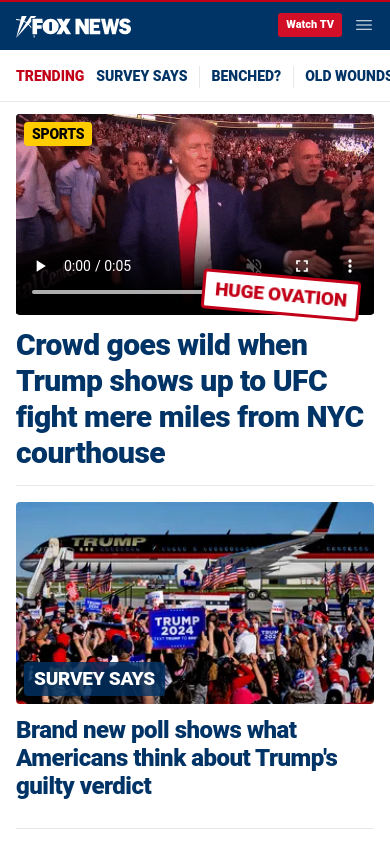 FOX NEWS
Watch TV
TRENDING SURVEY SAYS BENCHED? OLD WOUNDS
SPORTS
0:00 / 0:05
HUGE OVATION
Crowd goes wild when
Trump shows up to UFC
fight mere miles from NYC
courthouse
TRUMP
TRUMP
2024
SURVEY SAYS
Brand new poll shows what
Americans think about Trump's
guilty verdict